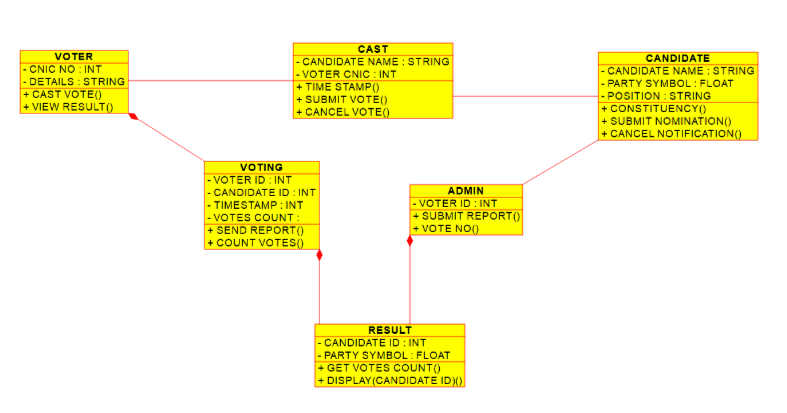 VOTER
- CNIC NO : INT
- DETAILS : STRING
+ CAST VOTE()
+ VIEW RESULT()
CAST
- CANDIDATE NAME : STRING
- VOTER CNIC : INT
+ TIME STAMP()
+ SUBMIT VOTE()
+ CANCEL VOTE()
CANDIDATE
- CANDIDATE NAME : STRING
- PARTY SYMBOL : FLOAT
- POSITION : STRING
+ CONSTITUENCY()
+ SUBMIT NOMINATION()
+ CANCEL NOTIFICATION()
VOTING
- VOTER ID : INT
- CANDIDATE ID : INT
- TIMESTAMP : INT
- VOTES COUNT :
+ SEND REPORT()
+ COUNT VOTES()
ADMIN
- VOTER ID : INT
+ SUBMIT REPORT()
+ VOTE NO()
RESULT
- CANDIDATE ID : INT
- PARTY SYMBOL : FLOAT
+ GET VOTES COUNT()
+ DISPLAY(CANDIDATE ID)()